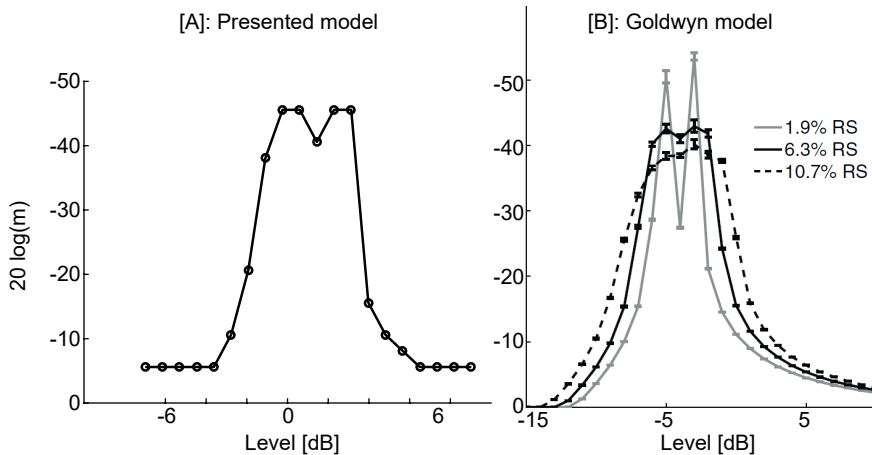 [A]: Presented model
[B]: Goldwyn model
20 log(m)
-50
-40
-30
-20
-10
0
-6
0
6
Level [dB]
-50
-40
-30
-20
-10
0
-15
-5
5
Level [dB]
1.9% RS
6.3% RS
10.7% RS